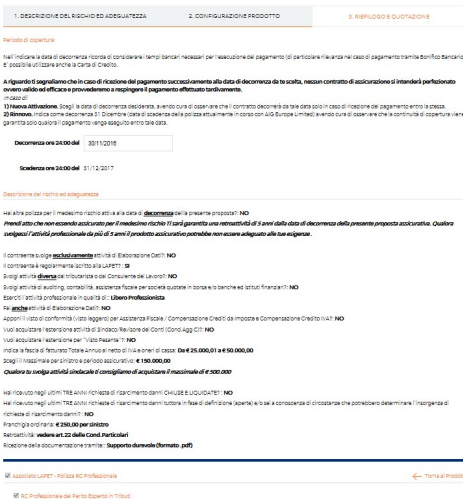 1. DESCRIZIONE DEL RISCHIO ED ADEGUATEZZA
2. CONFIGURAZIONE PRODOTTO
3. RIEPILOGO E QUOTAZIONE
Periodo di copertura:
Nell'indicare la data di decorrenza ricorda di considerare i tempi bancari necessari per l'esecuzione del pagamento (di particolare rilevanza nel caso di pagamento tramite Bonifico Bancario).
E' possibile utilizzare anche la Carta di Credito.
A riguardo ti segnaliamo che in caso di ricezione del pagamento successivamente alla data di decorrenza da te scelta, nessun contratto di assicurazione si intenderà perfezionato
ovvero valido ed efficace e provvederemo a respingere il pagamento effettuato tardivamente.
In caso di:
1) Nuova Attivazione. Scegli la data di decorrenza desiderata, avendo cura di osservare che il contratto decorrerà da tale data solo in caso di ricezione del pagamento entro la stessa.
2) Rinnovo. Indica come decorrenza 31 Dicembre (data di scadenza della polizza attualmente in corso con AIG Europe Limited) avendo cura di osservare che la continuità di copertura viene
garantita solo qualora il pagamento venga eseguito entro tale data.
Decorrenza ore 24:00 del 30/11/2016
Scadenza ore 24:00 del 31/12/2017
Descrizione del rischio ed adeguatezza
Hai altra polizza per il medesimo rischio attiva alla data di decorrenza della presente proposta?: NO
Prendi atto che non essendo assicurato per il medesimo rischio ti sarà garantita una retroattività di 5 anni dalla data di decorrenza della presente proposta assicurativa. Qualora
svolgessi l'attività professionale da più di 5 anni il prodotto assicurativo potrebbe non essere adeguato alle tue esigenze.
Il contraente svolge esclusivamente attività di Elaborazione Dati?: NO
Il contraente è regolarmente iscritto alla LAPET? : SI
Svolgi attività diversa dal tributarista o dal Consulente del Lavoro?: NO
Svolgi attività di auditing, contabilità, assistenza fiscale per società quotate in borsa e/o banche ed istituti finanziari?: NO
Eserciti l'attività professionale in qualità di : Libero Professionista
Fai anche attività di Elaborazione Dati?: NO
Apponi il visto di conformità (visto leggero) per Assistenza Fiscale / Compensazione Crediti da imposte e Compensazione Credito IVA?: NO
Vuoi acquistare l'estensione attività di Sindaco/Revisore dei Conti (Cond.Agg.C)?: NO
Vuoi acquistare l'estensione per "Visto Pesante"?: NO
Indica la fascia di fatturato Totale Annuo al netto di IVA e oneri di cassa: Da € 25.000,01 a € 50.000,00
Scegli il Massimale per sinistro e periodo assicurativo: € 150.000,00
Qualora tu svolga attività sindacale ti consigliamo di acquistare il massimale di € 500.000
Hai ricevuto negli ultimi TRE ANNI richieste di risarcimento danni CHIUSE E LIQUIDATE? : NO
Hai ricevuto negli ultimi TRE ANNI richieste di risarcimento danni tuttora in fase di definizione (aperte) e/o sei a conoscenza di circostanze che potrebbero determinare l'insorgenza di
richieste di risarcimento danni? : NO
Franchigia ordinaria: € 250,00 per sinistro
Retroattività: vedere art.22 delle Cond.Particolari
Ricezione della documentazione tramite: Supporto durevole (formato .pdf)
Associato LAPET - Polizza RC Professionale
Torna ai Prodott
RC Professionale del Perito Esperto in Tributi